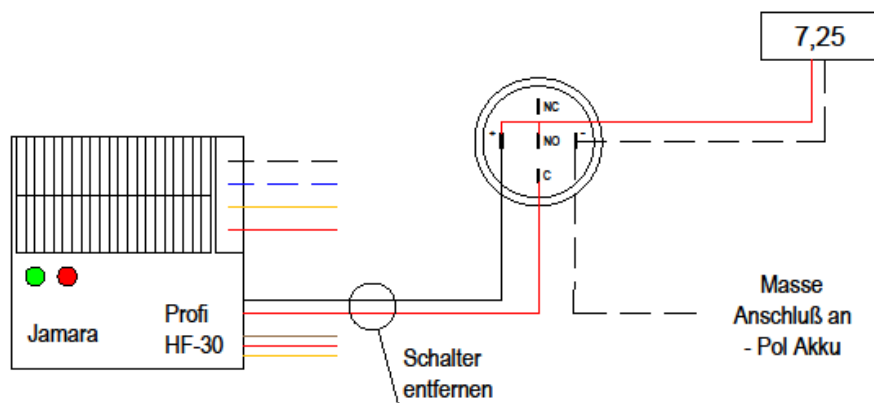 7,25
NC
+
NO
-
C
Jamara
Profi
HF-30
Schalter
entfernen
Masse
Anschluß an
- Pol Akku